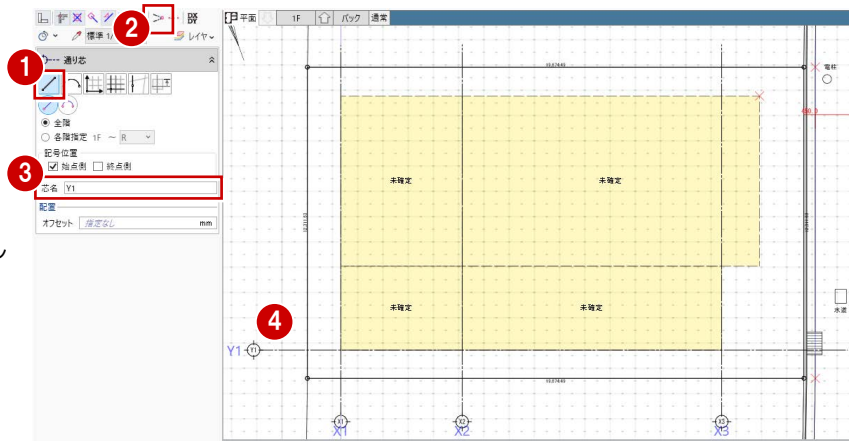 平面 1F バック 通常
2
標準 1/
レイヤ
1
通り芯
全階
各階指定 1F ～ R
記号位置
始点側 終点側
3
芯名 Y1
配置
オフセット 指定なし mm
電柱
未確定 未確定
未確定 未確定
水道
4
Y1 Y1
X1 X2 X3
X1 X2 X3